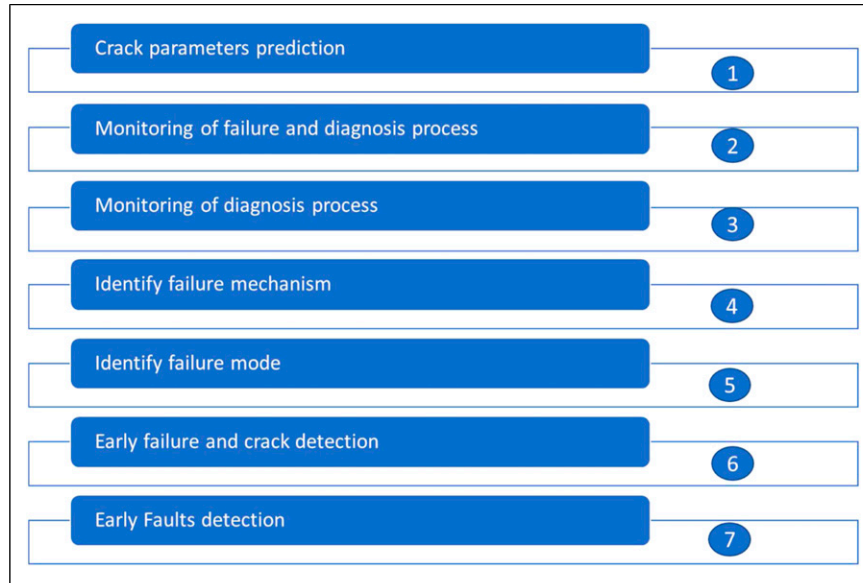 Crack parameters prediction
1
Monitoring of failure and diagnosis process
2
Monitoring of diagnosis process
3
Identify failure mechanism
4
Identify failure mode
5
Early failure and crack detection
6
Early Faults detection
7